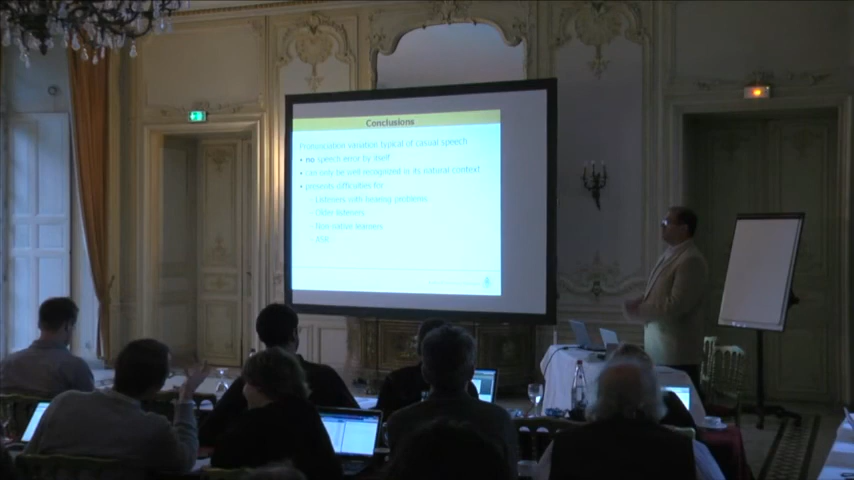 Conclusions
Pronunciation variation typical of casual speech
• no speech error by itself
• can only be well recognized in its natural context
• presents difficulties for
- Listeners with hearing problems
- Older listeners
- Non-native listeners
- ASR